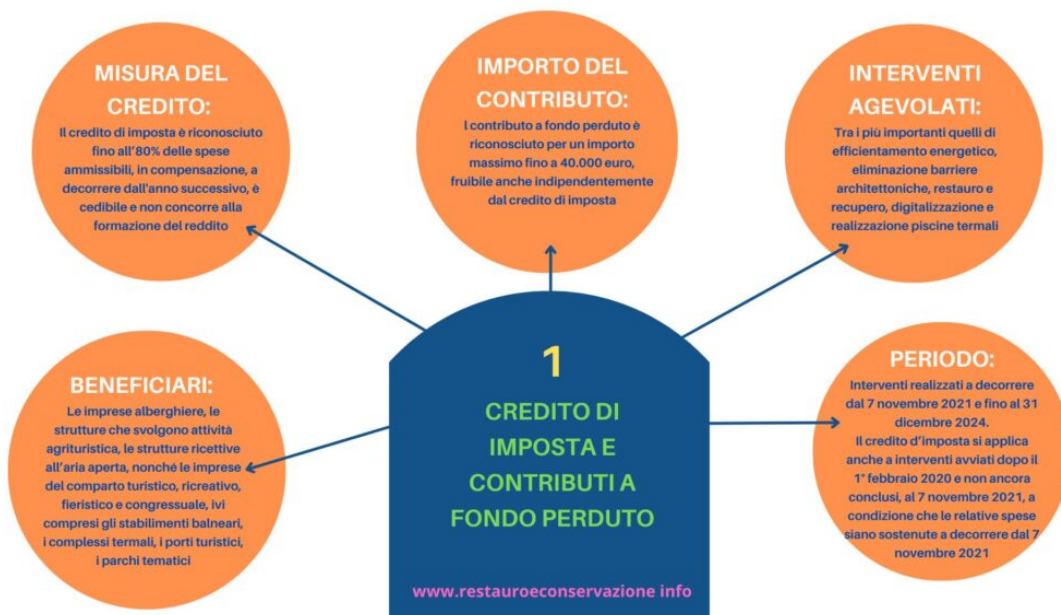 MISURA DEL
CREDITO:
Il credito di imposta è riconosciuto
fino all'80% delle spese
ammissibili, in compensazione, a
decorrere dall'anno successivo, è
cedibile e non concorre alla
formazione del reddito
IMPORTO DEL
CONTRIBUTO:
l contributo a fondo perduto è
riconosciuto per un importo
massimo fino a 40.000 euro,
fruibile anche indipendentemente
dal credito di imposta
INTERVENTI
AGEVOLATI:
Tra i più importanti quelli di
efficientamento energetico,
eliminazione barriere
architettoniche, restauro e
recupero, digitalizzazione e
realizzazione piscine termali
BENEFICIARI:
Le imprese alberghiere, le
strutture che svolgono attività
agrituristica, le strutture ricettive
all'aria aperta, nonché le imprese
del comparto turistico, ricreativo,
fieristico e congressuale, ivi
compresi gli stabilimenti balneari,
i complessi termali, i porti turistici,
i parchi tematici
1
CREDITO DI
IMPOSTA E
CONTRIBUTI A
FONDO PERDUTO
www.restauroeconservazione info
PERIODO:
Interventi realizzati a decorrere
dal 7 novembre 2021 e fino al 31
dicembre 2024.
Il credito d'imposta si applica
anche a interventi avviati dopo il
1° febbraio 2020 e non ancora
conclusi, al 7 novembre 2021, a
condizione che le relative spese
siano sostenute a decorrere dal 7
novembre 2021